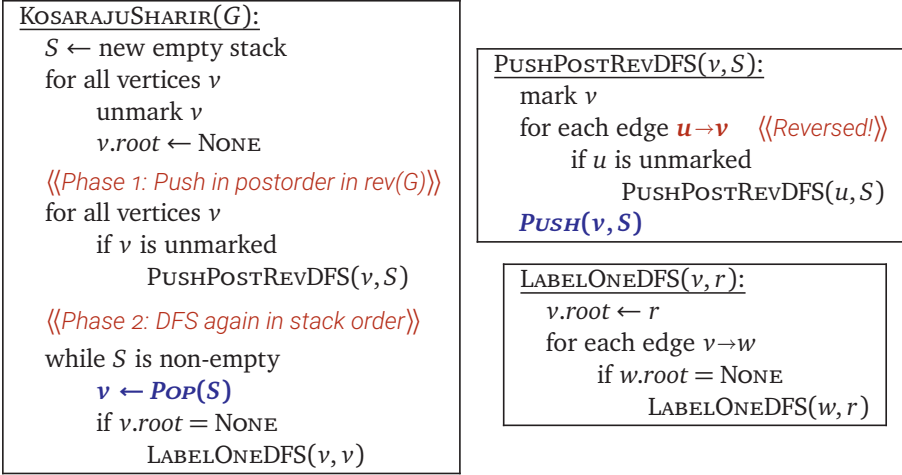 KOSARAJUSHARIR(G):
S ← new empty stack
for all vertices v
unmark v
v.root ← NONE
⟪Phase 1: Push in postorder in rev(G)⟫
for all vertices v
if v is unmarked
PUSHPOSTREVDFS(v, S)
⟪Phase 2: DFS again in stack order⟫
while S is non-empty
v ← POP(S)
if v.root = NONE
LABELONEDFS(v, v)
PUSHPOSTREVDFS(v, S):
mark v
for each edge u→v ⟪Reversed!⟫
if u is unmarked
PUSHPOSTREVDFS(u, S)
PUSH(v, S)
LABELONEDFS(v, r):
v.root ← r
for each edge v→w
if w.root = NONE
LABELONEDFS(w, r)